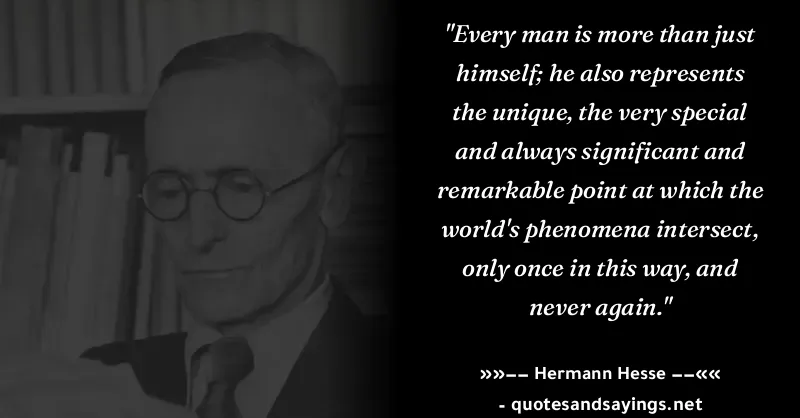 "Every man is more than just
himself; he also represents
the unique, the very special
and always significant and
remarkable point at which the
world's phenomena intersect,
only once in this way, and
never again."
»»–– Hermann Hesse ––««
- quotesandsayings.net